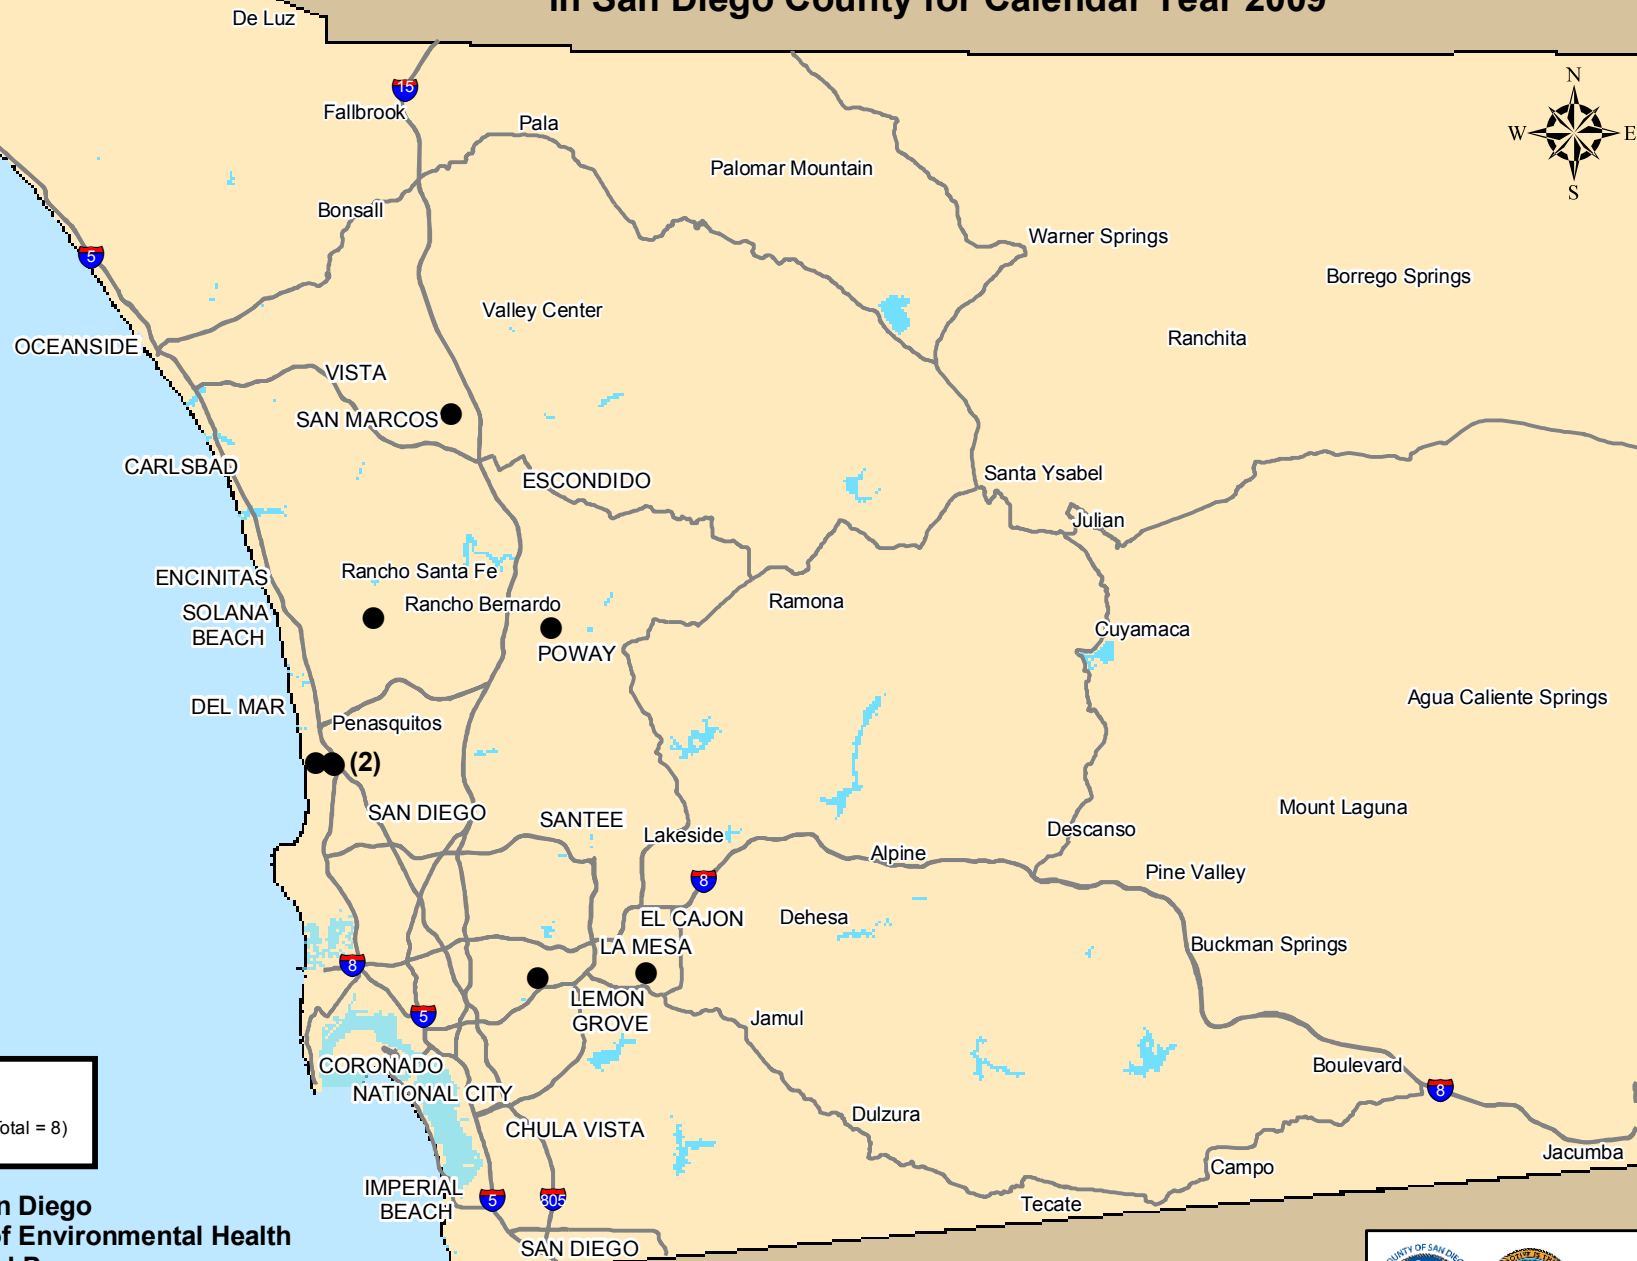 in San Diego County for Calendar Year 2009
De Luz
15
N
W
E
S
Fallbrook
Pala
Palomar Mountain
Bonsall
Warner Springs
5
Borrego Springs
Valley Center
OCEANSIDE
Ranchita
VISTA
SAN MARCOS
CARLSBAD
ESCONDIDO
Santa Ysabel
Julian
ENCINITAS
Rancho Santa Fe
Rancho Bernardo
Ramona
SOLANA
BEACH
Cuyamaca
POWAY
DEL MAR
Penasquitos
Agua Caliente Springs
(2)
SAN DIEGO
SANTEE
Lakeside
Mount Laguna
Descanso
Alpine
8
Pine Valley
EL CAJON
Dehesa
LA MESA
Buckman Springs
8
LEMON
GROVE
5
Jamul
CORONADO
Boulevard
8
NATIONAL CITY
Dulzura
CHULA VISTA
otal = 8)
Jacumba
Campo
IMPERIAL
BEACH
5
805
Tecate
n Diego
of Environmental Health
SAN DIEGO
COUNTY OF SAN DIEG